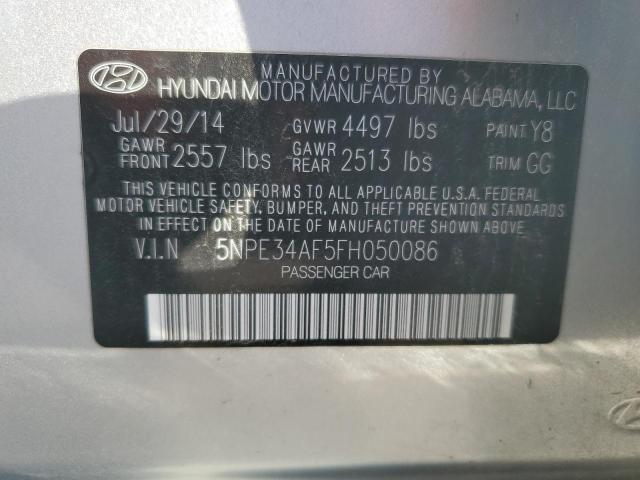 MANUFACTURED BY
HYUNDAI MOTOR MANUFACTURING ALABAMA, LLC
Jul/29/14 GVWR 4497 lbs PAINT Y8
GAWR FRONT 2557 lbs GAWR REAR 2513 lbs TRIM GG
THIS VEHICLE CONFORMS TO ALL APPLICABLE U.S.A. FEDERAL
MOTOR VEHICLE SAFETY, BUMPER, AND THEFT PREVENTION
STANDARDS IN EFFECT ON THE DATE OF MANUFACTURE SHOWN ABOVE.
V.I.N 5NPE34AF5FH050086
PASSENGER CAR